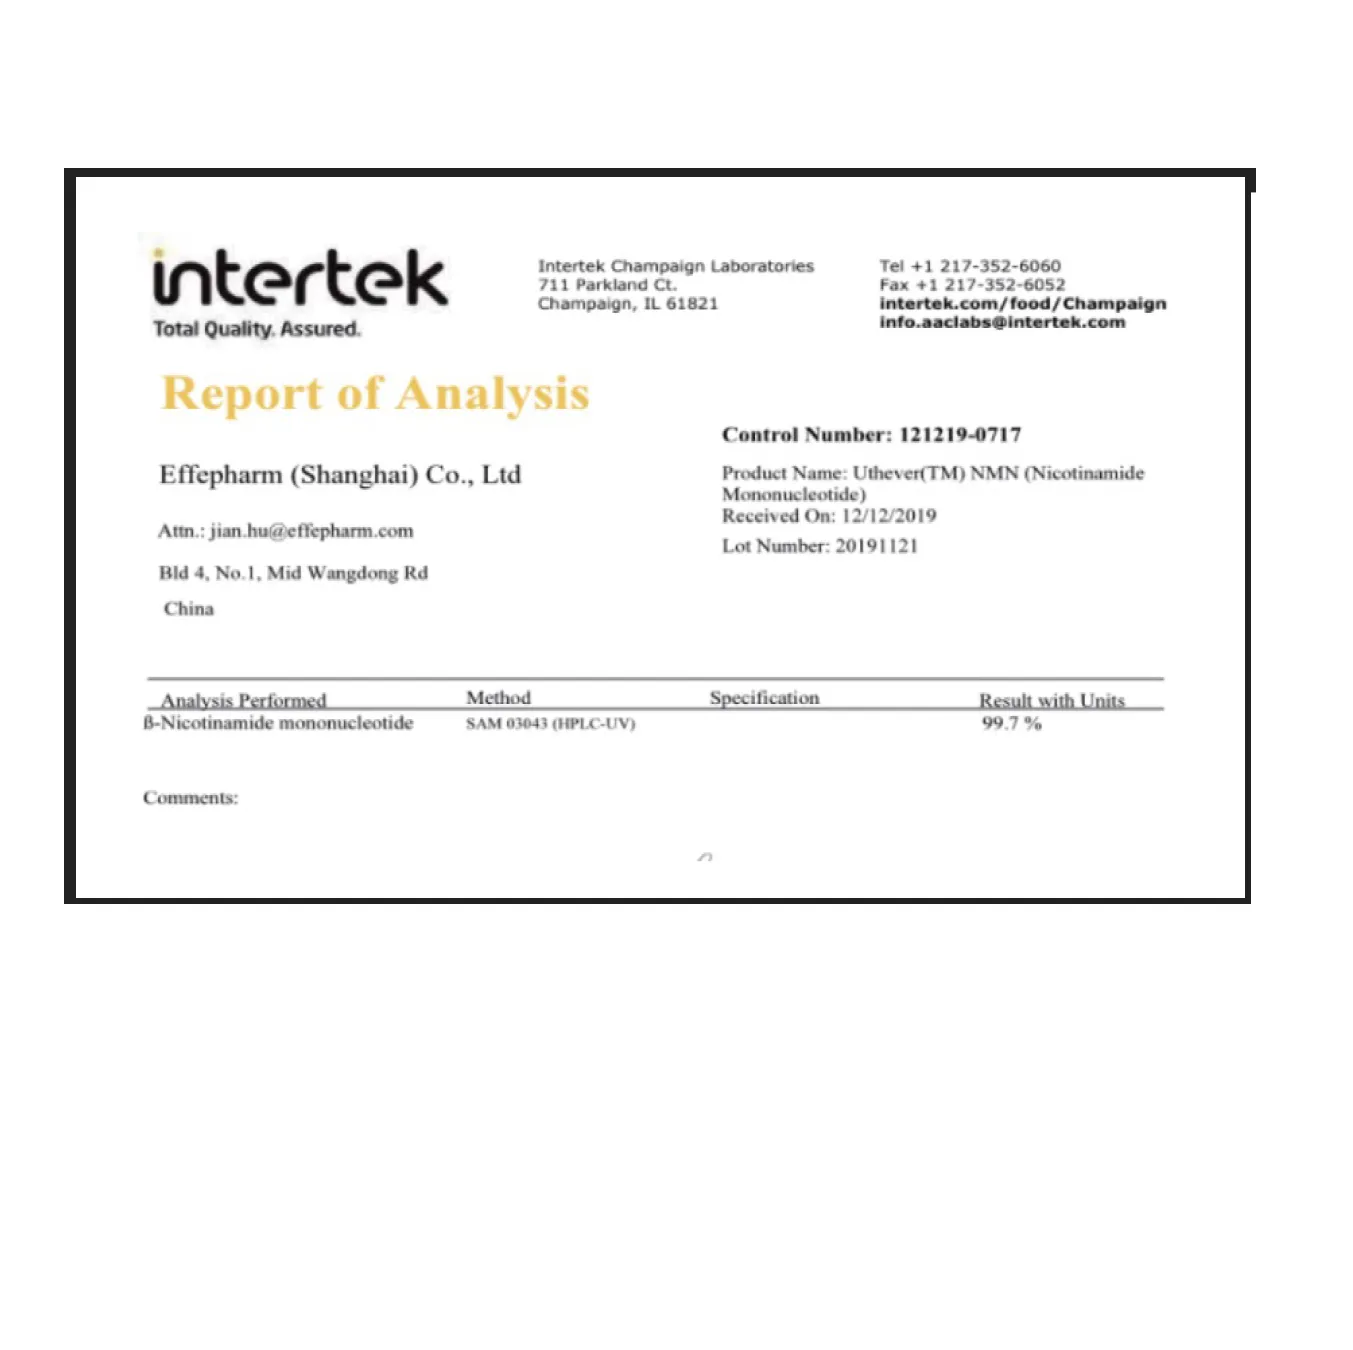 intertek
Total Quality. Assured.
Intertek Champaign Laboratories
711 Parkland Ct.
Champaign, IL 61821
Tel +1 217-352-6060
Fax +1 217-352-6052
intertek.com/food/Champaign
info.aaclabs@intertek.com
Report of Analysis
Control Number: 121219-0717
Effepharm (Shanghai) Co., Ltd
Attn.: jian.hu@effepharm.com
Bld 4, No.1, Mid Wangdong Rd
China
Product Name: Uthever(TM) NMN (Nicotinamide
Mononucleotide)
Received On: 12/12/2019
Lot Number: 20191121
Analysis Performed Method Specification Result with Units
ß-Nicotinamide mononucleotide SAM 03043 (HPLC-UV) 99.7 %
Comments: